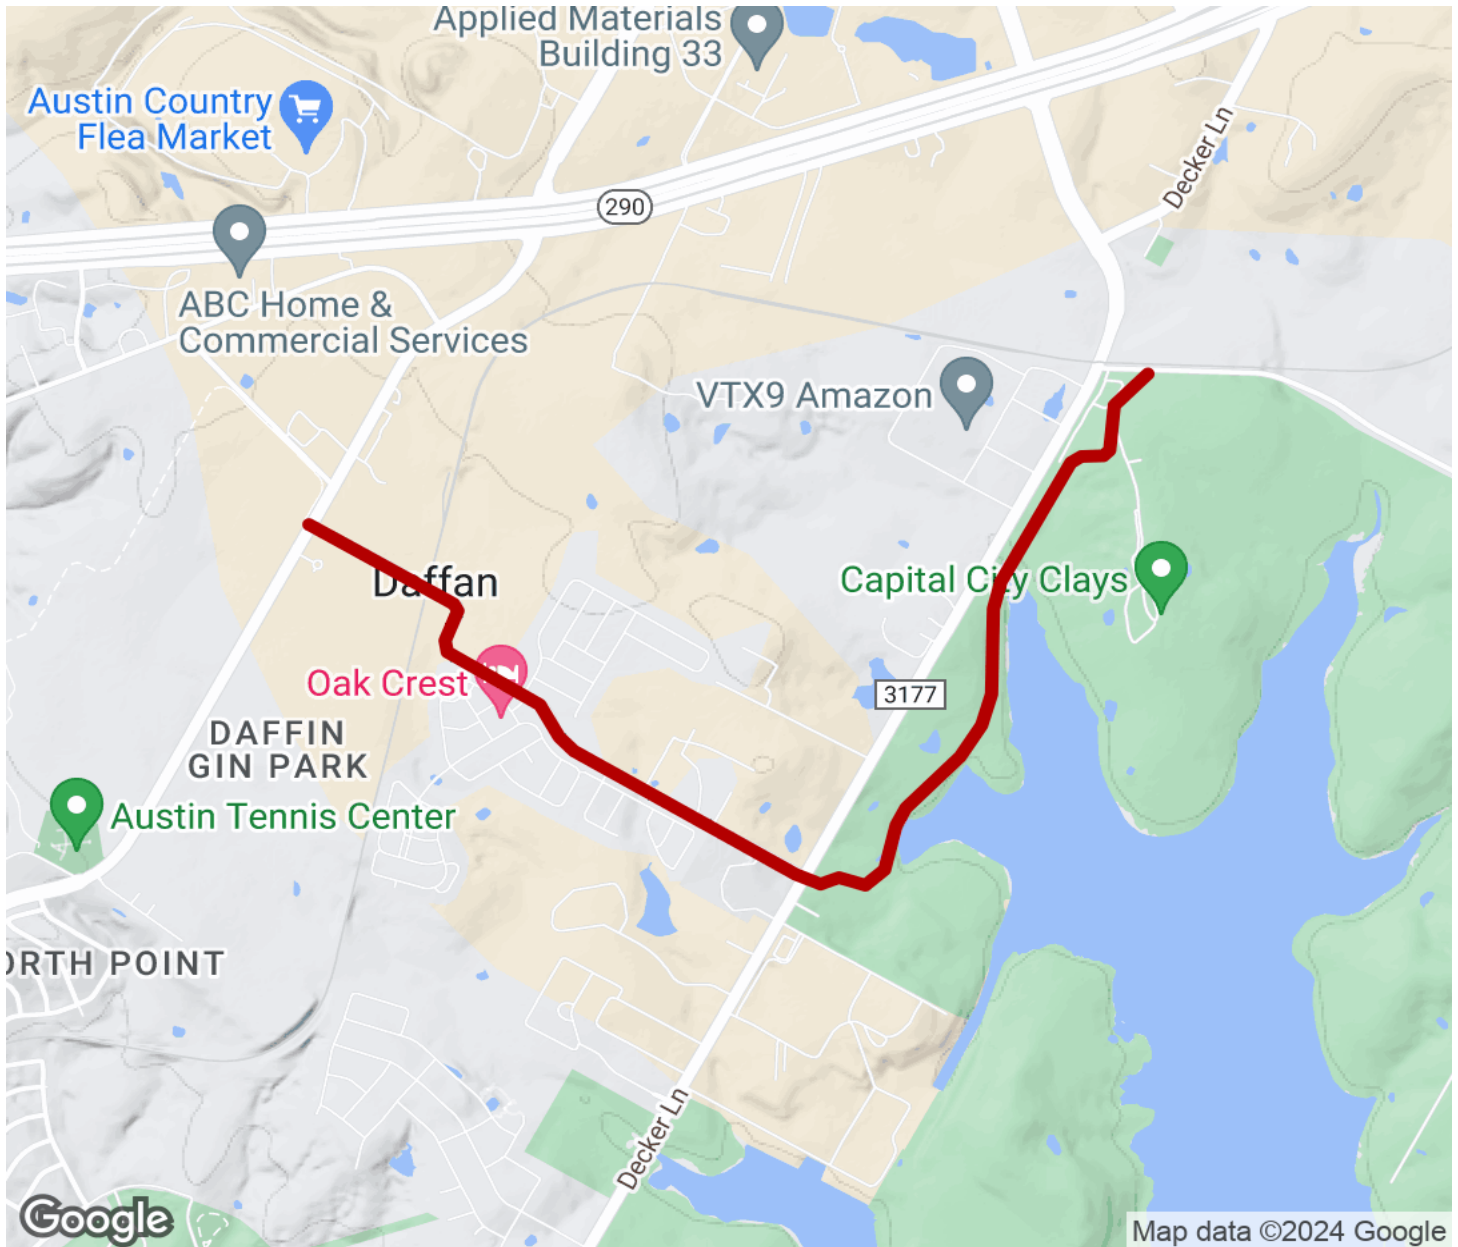 Applied Materials
Building 33
Austin Country
Flea Market
Decker Ln
290
ABC Home &
Commercial Services
VTX9 Amazon
Daffan
Capital City Clays
Oak Crest
3177
DAFFIN
GIN PARK
Austin Tennis Center
ORTH POINT
Decker Ln
Google
Map data ©2024 Google